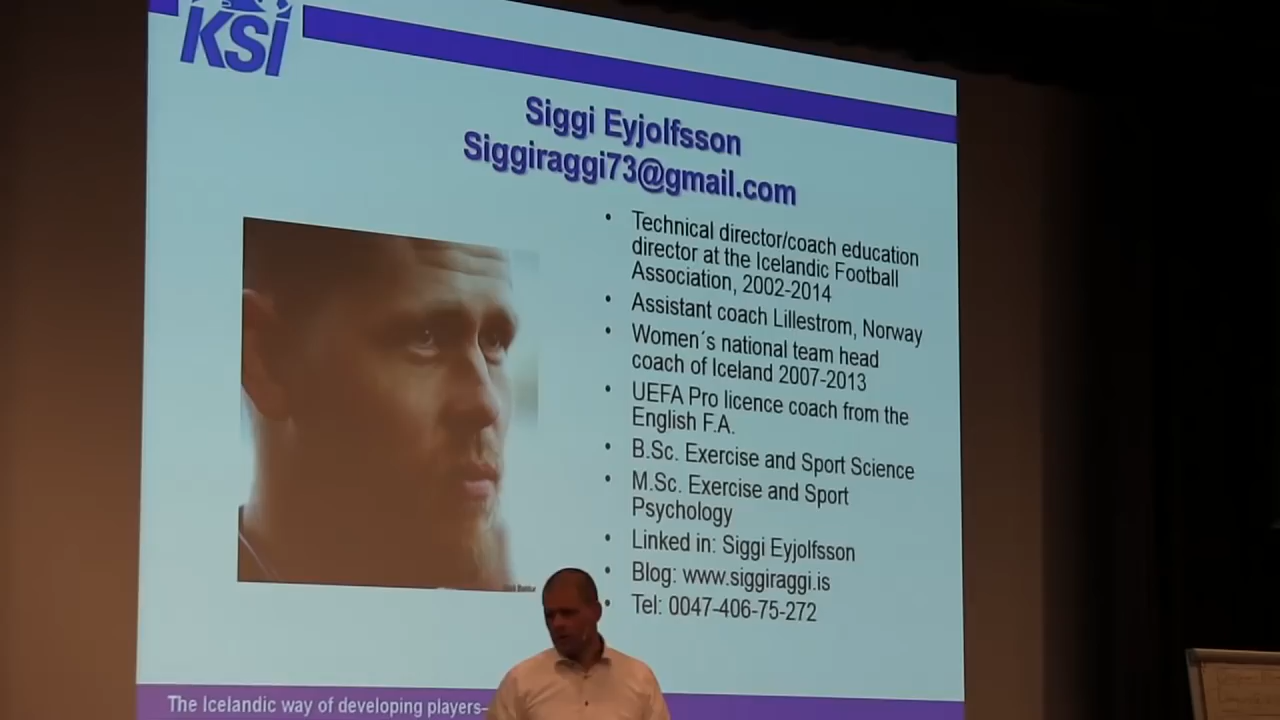 KSÍ
Siggi Eyjolfsson
Siggiraggi73@gmail.com
• Technical director/coach education
director at the Icelandic Football
Association, 2002-2014
• Assistant coach Lillestrom, Norway
• Women´s national team head
coach of Iceland 2007-2013
• UEFA Pro licence coach from the
English F.A.
• B.Sc. Exercise and Sport Science
• M.Sc. Exercise and Sport
Psychology
• Linked in: Siggi Eyjolfsson
• Blog: www.siggiraggi.is
• Tel: 0047-406-75-272
The Icelandic way of developing players–